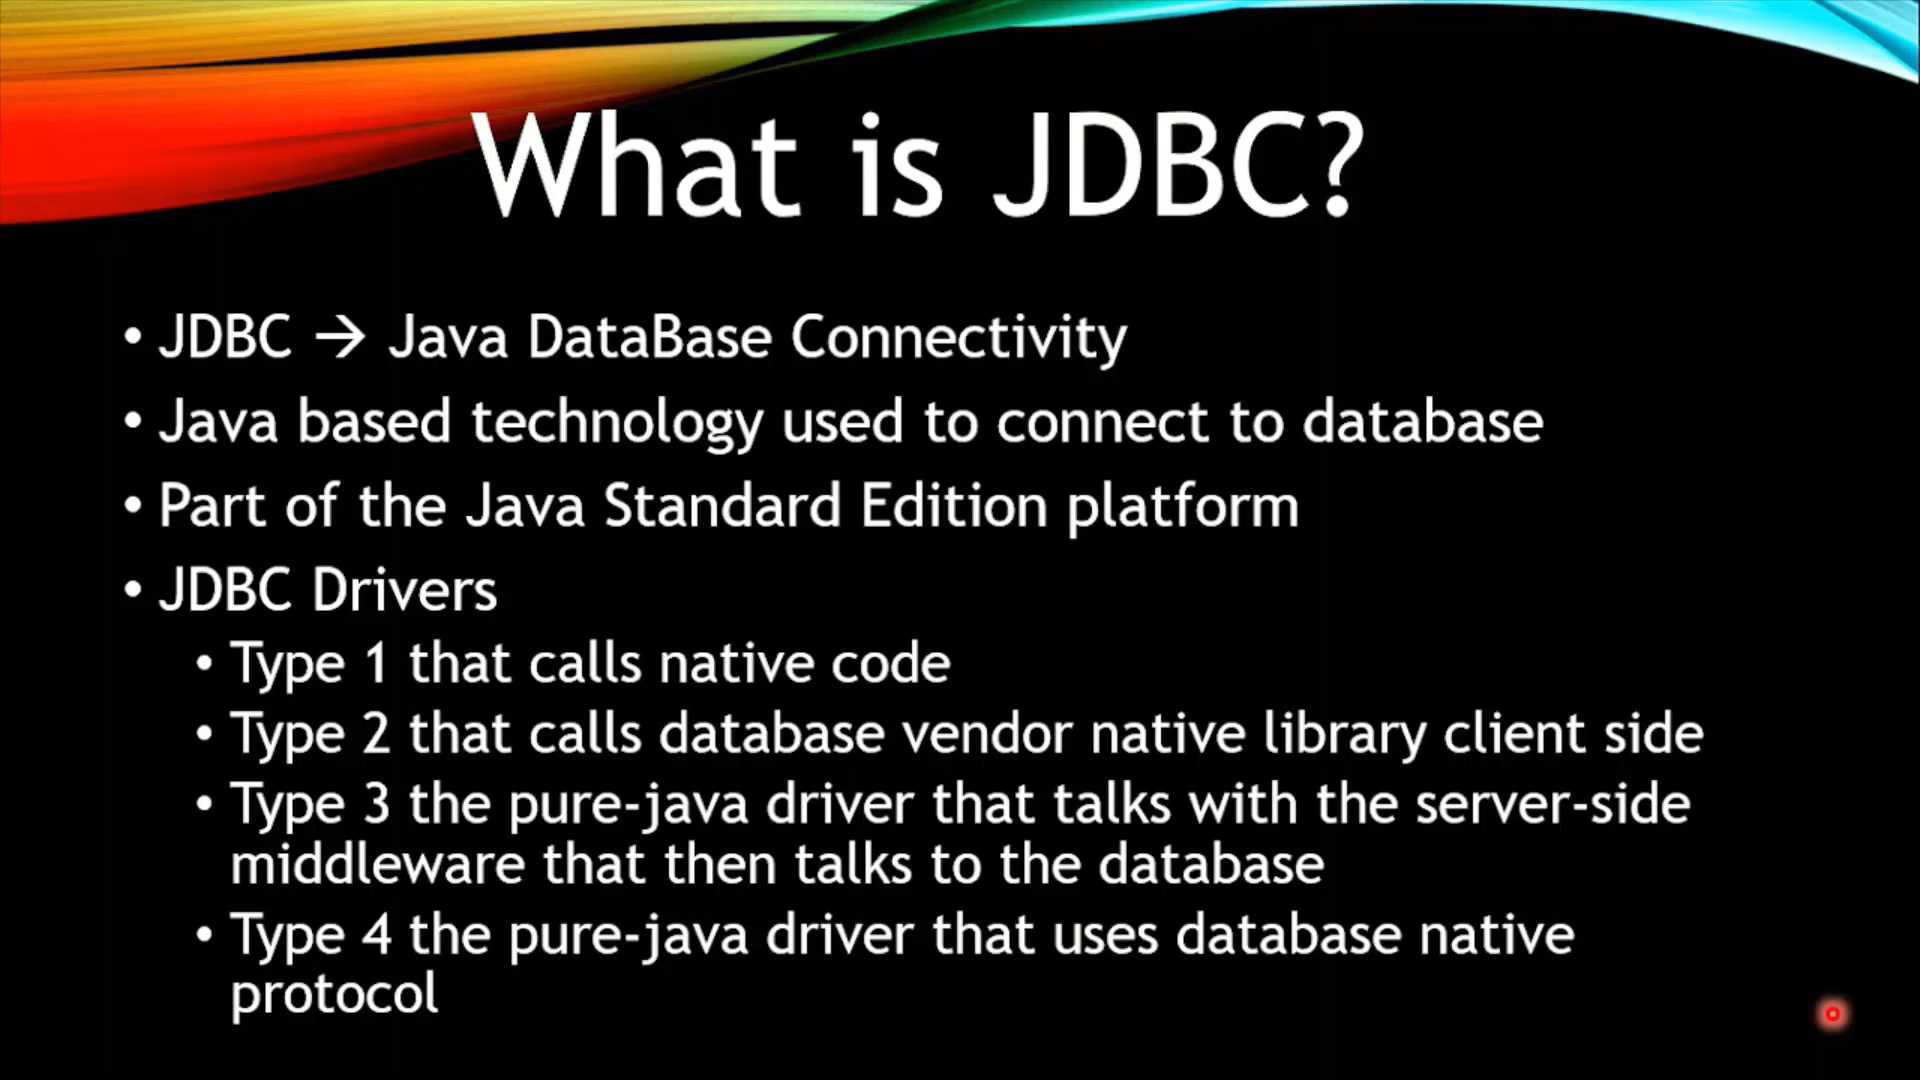 What is JDBC?
• JDBC → Java DataBase Connectivity
• Java based technology used to connect to database
• Part of the Java Standard Edition platform
• JDBC Drivers
• Type 1 that calls native code
• Type 2 that calls database vendor native library client side
• Type 3 the pure-java driver that talks with the server-side
middleware that then talks to the database
• Type 4 the pure-java driver that uses database native
protocol